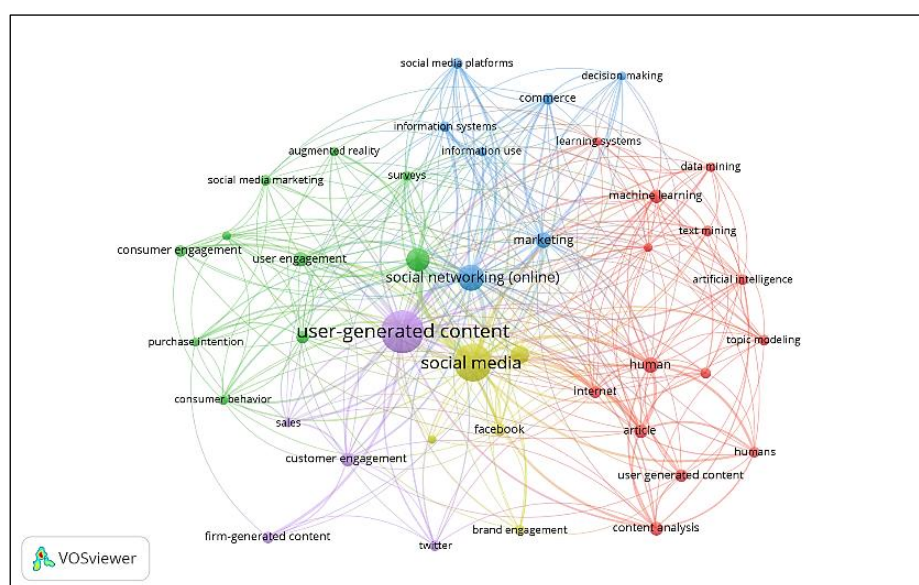 social media platforms
decision making
commerce
information systems
learning systems
augmented reality
information use
data mining
social media marketing
surveys
machine learning
text mining
consumer engagement
user engagement
marketing
social networking (online)
artificial intelligence
user-generated content
purchase intention
topic modeling
social media
human
internet
consumer behavior
sales
facebook
article
customer engagement
humans
user generated content
firm-generated content
twitter
brand engagement
content analysis
VOSviewer